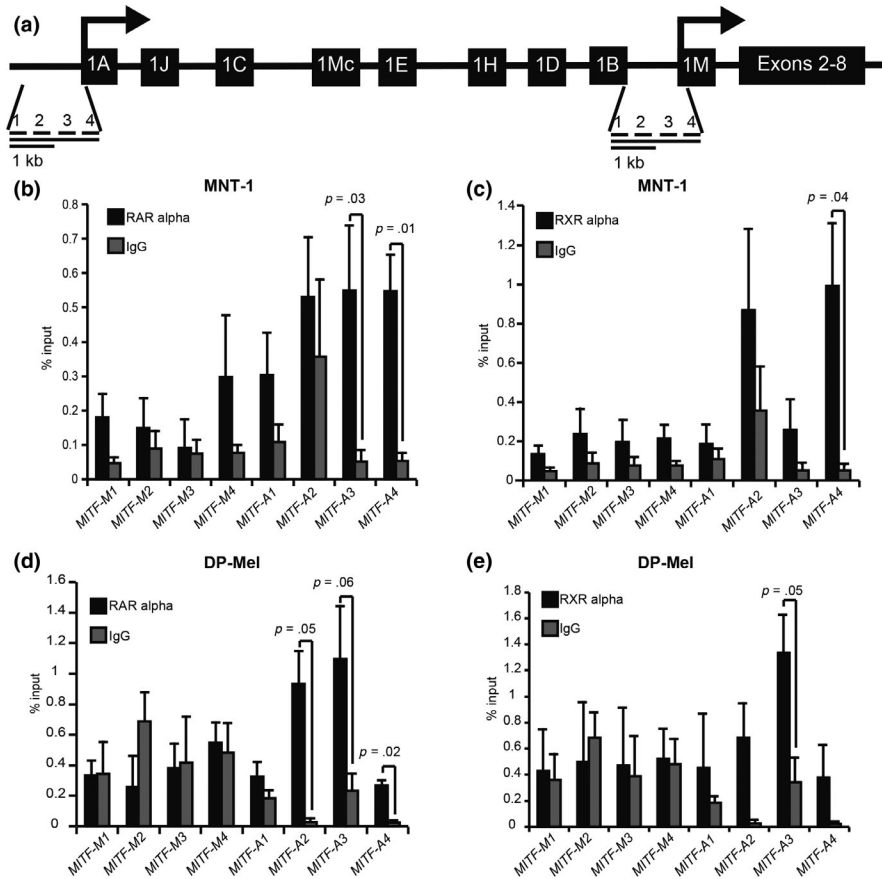 (a)
1A 1J 1C 1Mc 1E 1H 1D 1B 1M Exons 2-8
1 2 3 4
1 kb
1 2 3 4
1 kb
(b)
MNT-1
RAR alpha
IgG
p = .03
p = .01
% input
0.8
0.7
0.6
0.5
0.4
0.3
0.2
0.1
0
MITF-M1 MITF-M2 MITF-M3 MITF-M4 MITF-A1 MITF-A2 MITF-A3 MITF-A4
(c)
MNT-1
RXR alpha
IgG
p = .04
% input
1.4
1.2
1
0.8
0.6
0.4
0.2
0
MITF-M1 MITF-M2 MITF-M3 MITF-M4 MITF-A1 MITF-A2 MITF-A3 MITF-A4
(d)
DP-Mel
RAR alpha
IgG
p = .05
p = .06
p = .02
% input
1.6
1.4
1.2
1
0.8
0.6
0.4
0.2
0
MITF-M1 MITF-M2 MITF-M3 MITF-M4 MITF-A1 MITF-A2 MITF-A3 MITF-A4
(e)
DP-Mel
RXR alpha
IgG
p = .05
% input
1.8
1.6
1.4
1.2
1
0.8
0.6
0.4
0.2
0
MITF-M1 MITF-M2 MITF-M3 MITF-M4 MITF-A1 MITF-A2 MITF-A3 MITF-A4